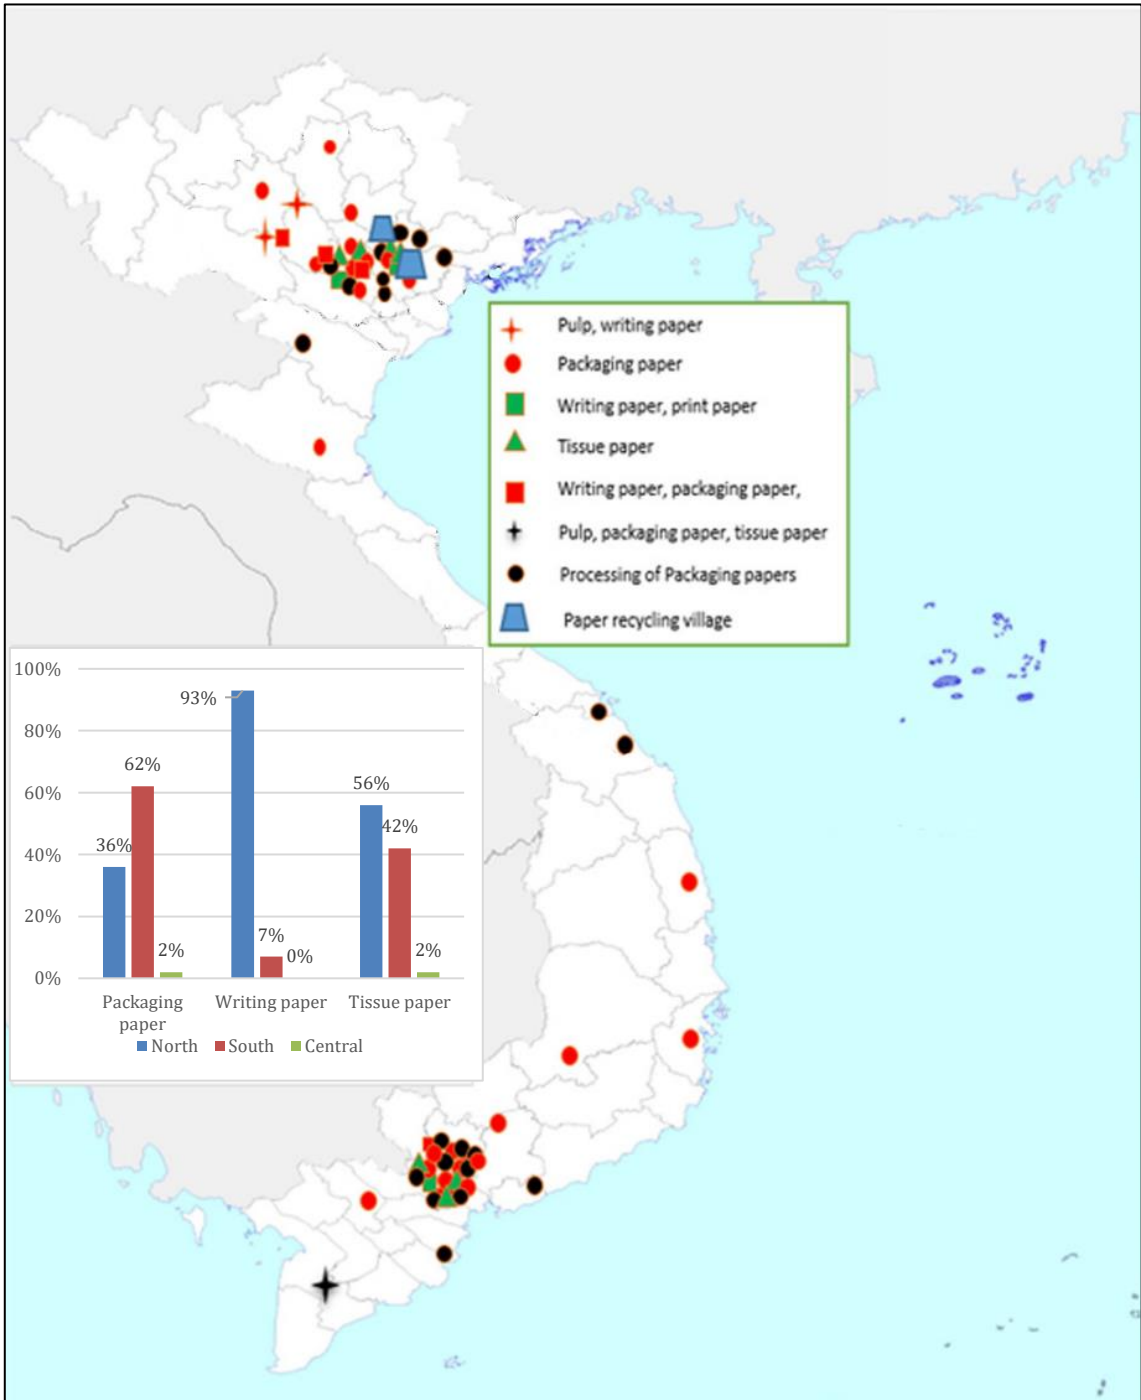 Pulp, writing paper
Packaging paper
Writing paper, print paper
Tissue paper
Writing paper, packaging paper,
Pulp, packaging paper, tissue paper
Processing of Packaging papers
Paper recycling village
100%
80%
60%
40%
20%
0%
36%
62%
2%
93%
7%
0%
56%
42%
2%
Packaging
paper
Writing paper
Tissue paper
North
South
Central